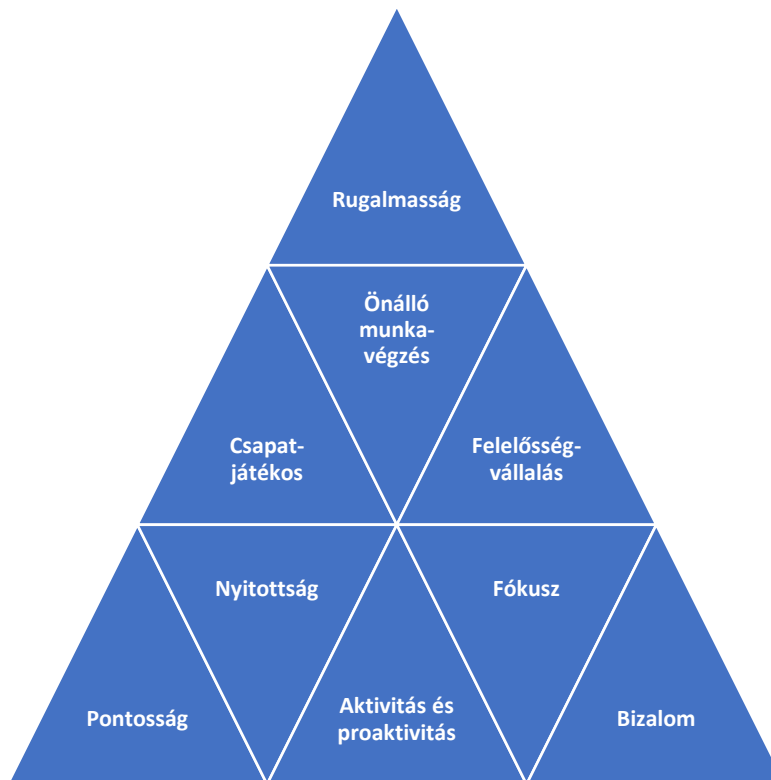 Rugalmasság
Önálló
munka-
végzés
Csapat-
játékos
Felelősség-
vállalás
Nyitottság
Fókusz
Pontosság
Aktivitás és
proaktivitás
Bizalom